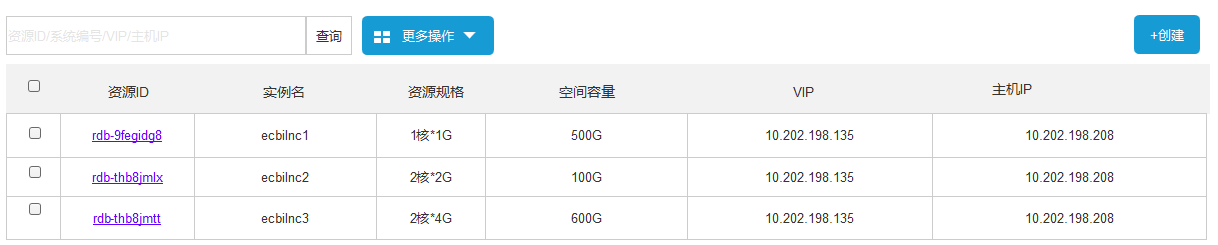 资源ID/系统编号/VIP/主机IP 查询 更多操作 +创建
资源ID 实例名 资源规格 空间容量 VIP 主机IP
rdb-9fegidg8 ecbilnc1 1核*1G 500G 10.202.198.135 10.202.198.208
rdb-thb8jmlx ecbilnc2 2核*2G 100G 10.202.198.135 10.202.198.208
rdb-thb8jmtt ecbilnc3 2核*4G 600G 10.202.198.135 10.202.198.208